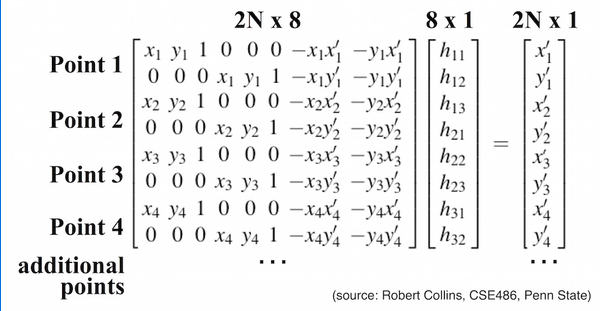 2N x 8 8 x 1 2N x 1
Point 1 x₁ y₁ 1 0 0 0 −x₁x′₁ −y₁x′₁ h₁₁ x′₁
0 0 0 x₁ y₁ 1 −x₁y′₁ −y₁y′₁ h₁₂ y′₁
Point 2 x₂ y₂ 1 0 0 0 −x₂x′₂ −y₂x′₂ h₁₃ x′₂
0 0 0 x₂ y₂ 1 −x₂y′₂ −y₂y′₂ h₂₁ y′₂
=
Point 3 x₃ y₃ 1 0 0 0 −x₃x′₃ −y₃x′₃ h₂₂ x′₃
0 0 0 x₃ y₃ 1 −x₃y′₃ −y₃y′₃ h₂₃ y′₃
Point 4 x₄ y₄ 1 0 0 0 −x₄x′₄ −y₄x′₄ h₃₁ x′₄
0 0 0 x₄ y₄ 1 −x₄y′₄ −y₄y′₄ h₃₂ y′₄
additional ... ...
points
(source: Robert Collins, CSE486, Penn State)